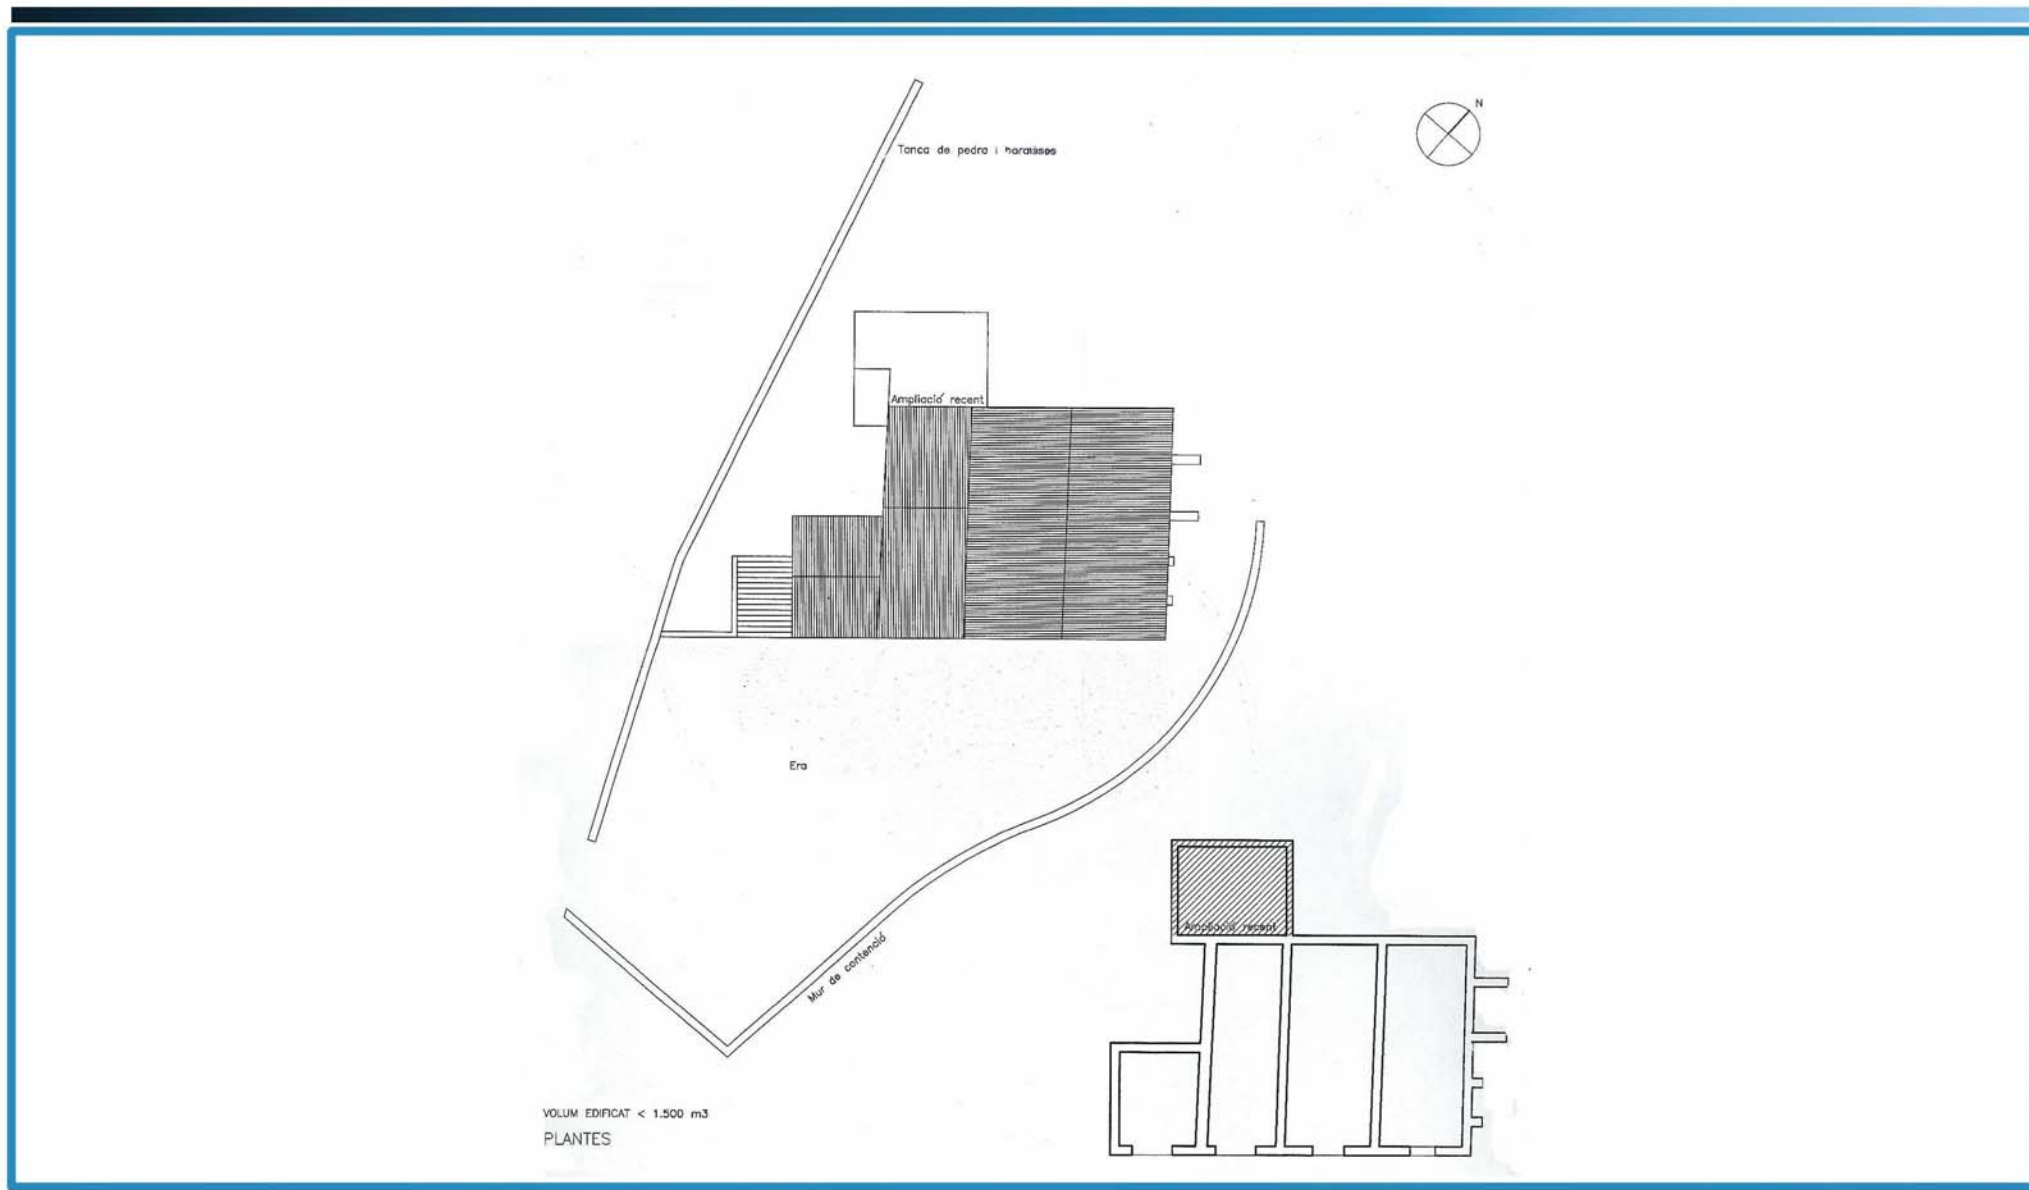 N
Tanca de pedra i
Ampliació recent
Era
Mur de contenció
Ampliació recent
VOLUM EDIFICAT < 1.500 m3
PLANTES